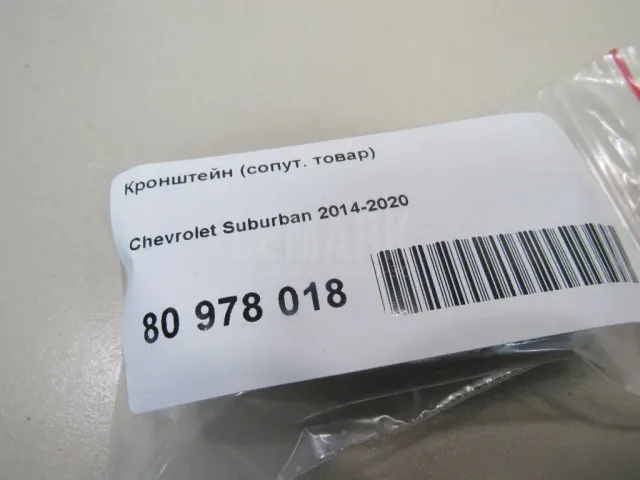 Кронштейн (сопут. товар)
Chevrolet Suburban 2014-2020
80 978 018